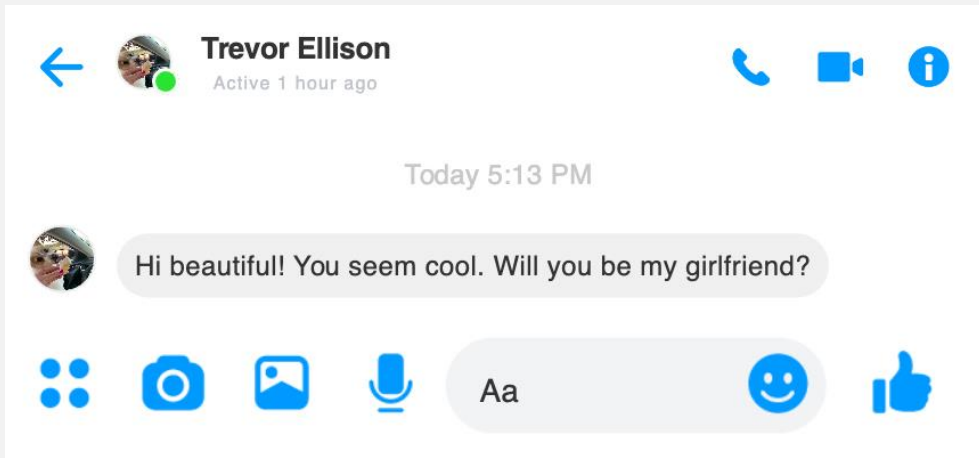 Trevor Ellison
Active 1 hour ago
Today 5:13 PM
Hi beautiful! You seem cool. Will you be my girlfriend?
Aa